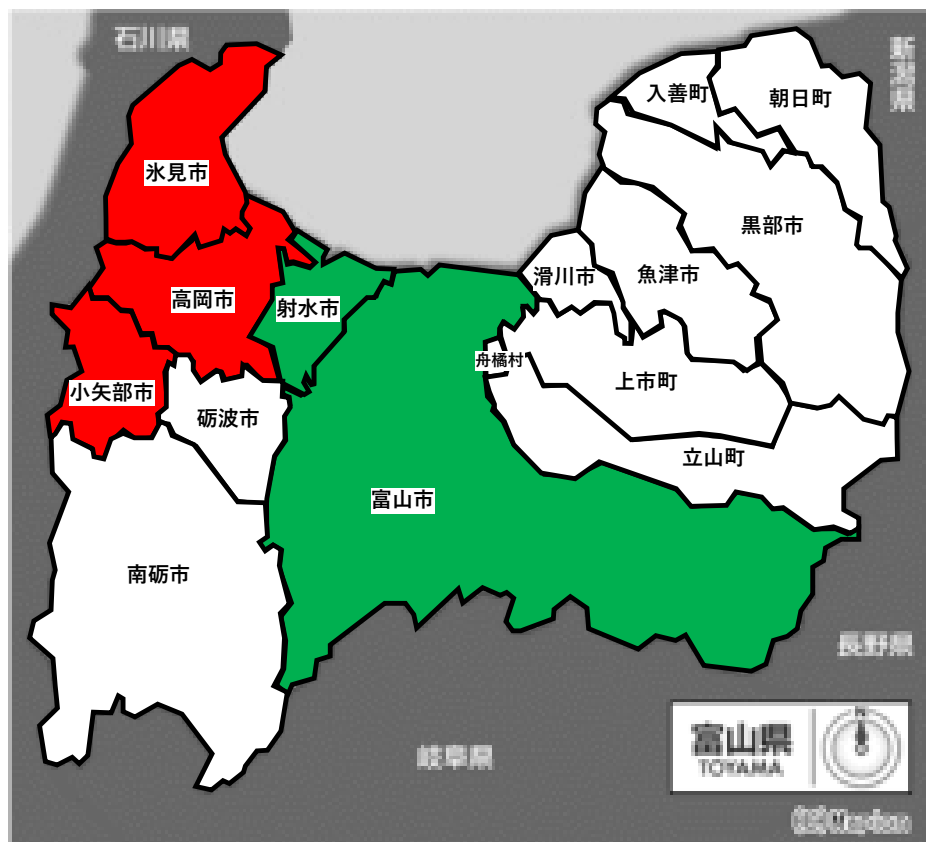 石川県
新潟県
入善町
朝日町
氷見市
黒部市
魚津市
滑川市
高岡市
射水市
舟橋村
上市町
小矢部市
砺波市
立山町
富山市
南砺市
長野県
岐阜県
富山県
TOYAMA
N